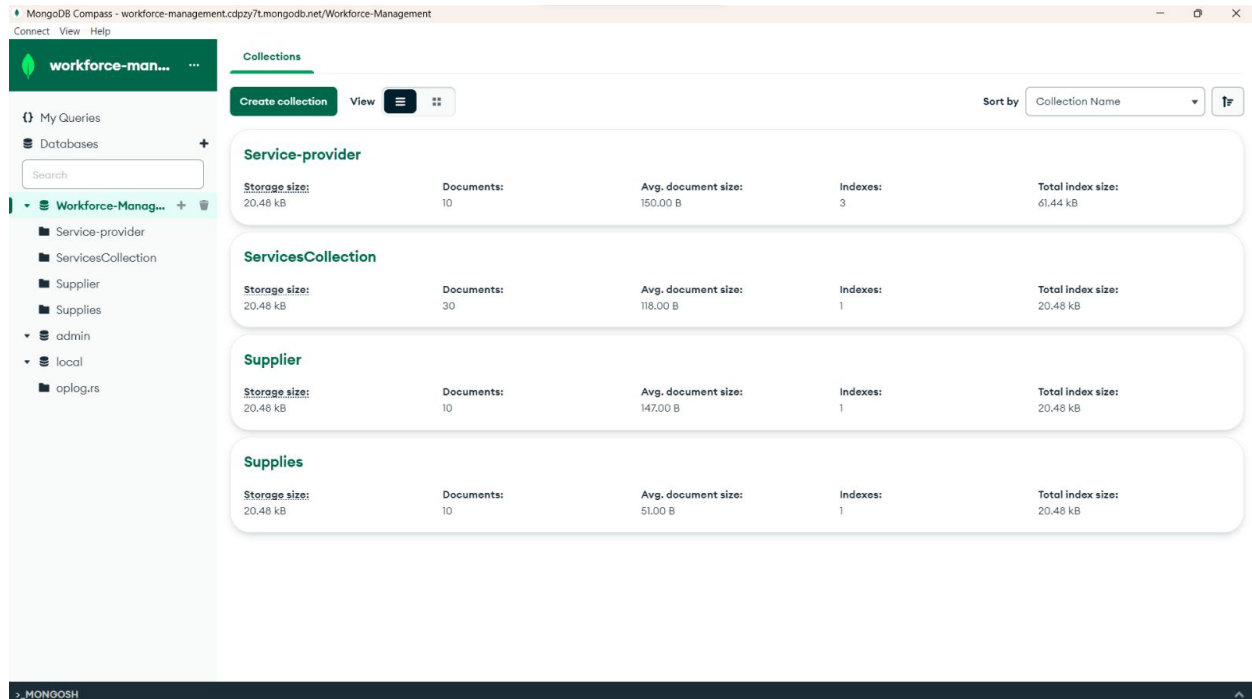 MongoDB Compass - workforce-management.cdpzy7t.mongodb.net/Workforce-Management
Connect View Help
workforce-man... ...
Collections
Create collection View Sort by Collection Name
{} My Queries
Databases +
Search
Workforce-Manag... +
Service-provider
ServicesCollection
Supplier
Supplies
admin
local
oplog.rs
Service-provider
Storage size: Documents: Avg. document size: Indexes: Total index size:
20.48 kB 10 150.00 B 3 61.44 kB
ServicesCollection
Storage size: Documents: Avg. document size: Indexes: Total index size:
20.48 kB 30 118.00 B 1 20.48 kB
Supplier
Storage size: Documents: Avg. document size: Indexes: Total index size:
20.48 kB 10 147.00 B 1 20.48 kB
Supplies
Storage size: Documents: Avg. document size: Indexes: Total index size:
20.48 kB 10 51.00 B 1 20.48 kB
>_MONGOSH